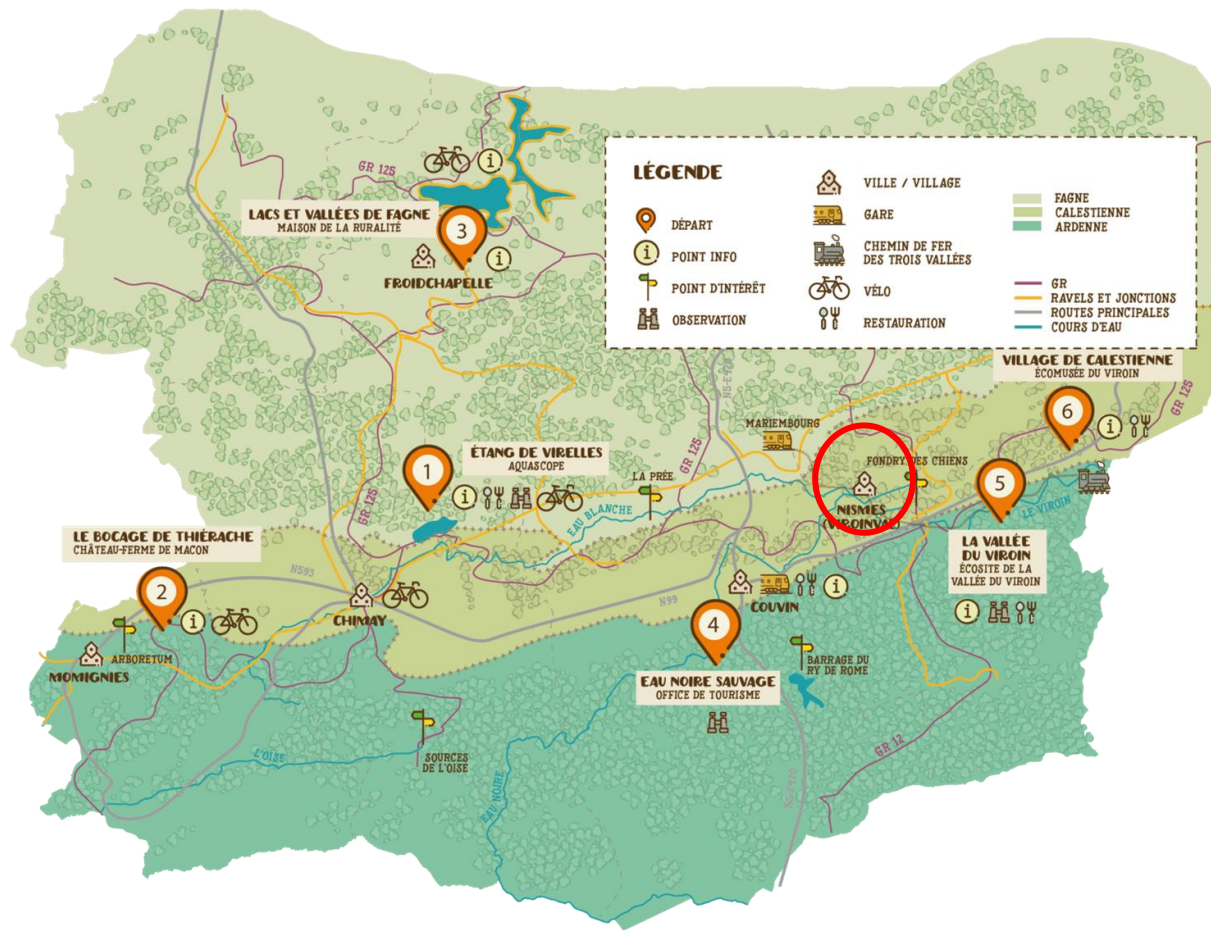 GR 125
N5
LACS ET VALLÉES DE FAGNE
MAISON DE LA RURALITÉ
3
FROIDCHAPELLE
LÉGENDE
DÉPART
POINT INFO
POINT D'INTÉRÊT
OBSERVATION
VILLE / VILLAGE
GARE
CHEMIN DE FER
DES TROIS VALLÉES
VÉLO
RESTAURATION
FAGNE
CALESTIENNE
ARDENNE
GR
RAVELS ET JONCTIONS
ROUTES PRINCIPALES
COURS D'EAU
VILLAGE DE CALESTIENNE
ÉCOMUSÉE DU VIROIN
6
GR 125
MARIEMBOURG
ÉTANG DE VIRELLES
AQUASCOPE
1
LA PRÉE
GR 125
EAU BLANCHE
FONDRY DES CHIENS
NISMES
(VIROINVAL)
5
LE VIROIN
LA VALLÉE
DU VIROIN
ÉCOSITE DE LA
VALLÉE DU VIROIN
GR 125
LE BOCAGE DE THIÉRACHE
CHÂTEAU-FERME DE MACON
2
N593
CHIMAY
N99
COUVIN
4
EAU NOIRE SAUVAGE
OFFICE DE TOURISME
BARRAGE DU
RY DE ROME
ARBORETUM
MOMIGNIES
L'OISE
SOURCES
DE L'OISE
EAU NOIRE
GR 12